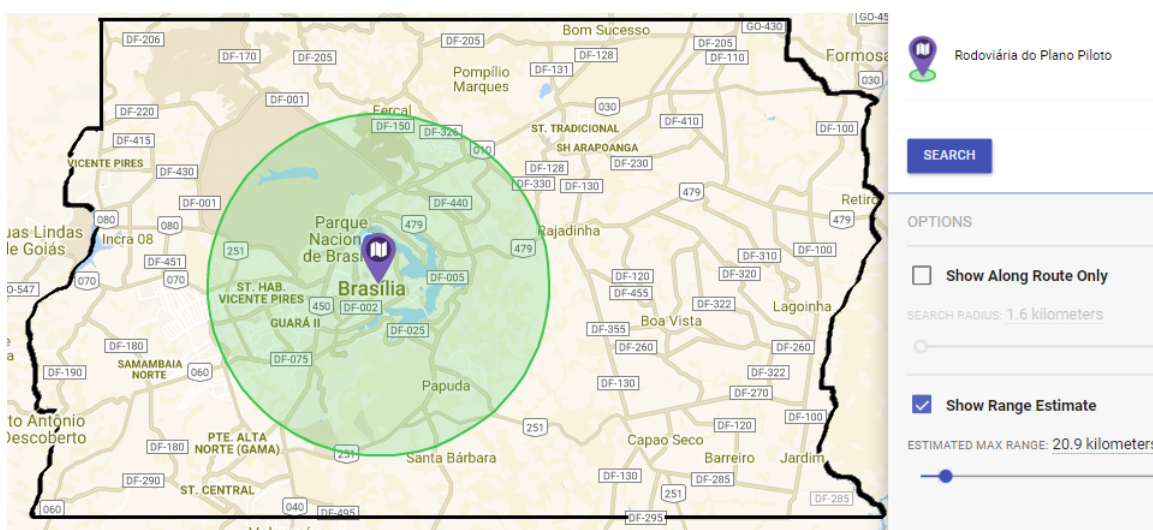 GO-430
DF-206
DF-205
Bom Sucesso
DF-205
DF-170
DF-205
DF-128
DF-110
Formosa
Pompílio
Marques
DF-131
030
DF-001
030
DF-220
Fercal
DF-150
DF-326
ST. TRADICIONAL
DF-410
DF-100
DF-415
010
SH ARAPOANGA
VICENTE PIRES
DF-430
DF-128
DF-230
DF-330
DF-130
479
DF-001
DF-440
Retiro
080
080
Parque
Nacion
de Brasí
479
479
uas Lindas
de Goiás
Incra 08
251
Rajadinha
479
DF-100
DF-310
DF-451
070
070
ST. HAB.
VICENTE PIRES
DF-005
DF-120
DF-320
O-547
Brasília
DF-455
450
DF-002
DF-322
Lagoinha
GUARÁ II
DF-025
DF-355
Boa Vista
DF-180
DF-260
DF-260
DF-075
SAMAMBAIA
NORTE
060
DF-190
Papuda
DF-130
DF-270
to Antônio
Descoberto
DF-100
251
DF-120
PTE. ALTA
NORTE (GAMA)
DF-180
251
Santa Bárbara
Capao Seco
Barreiro
Jardim
DF-290
DF-130
DF-285
ST. CENTRAL
251
DF-285
060
040
DF-495
DF-295
Rodoviária do Plano Piloto
SEARCH
OPTIONS
Show Along Route Only
SEARCH RADIUS: 1.6 kilometers
Show Range Estimate
ESTIMATED MAX RANGE: 20.9 kilometers